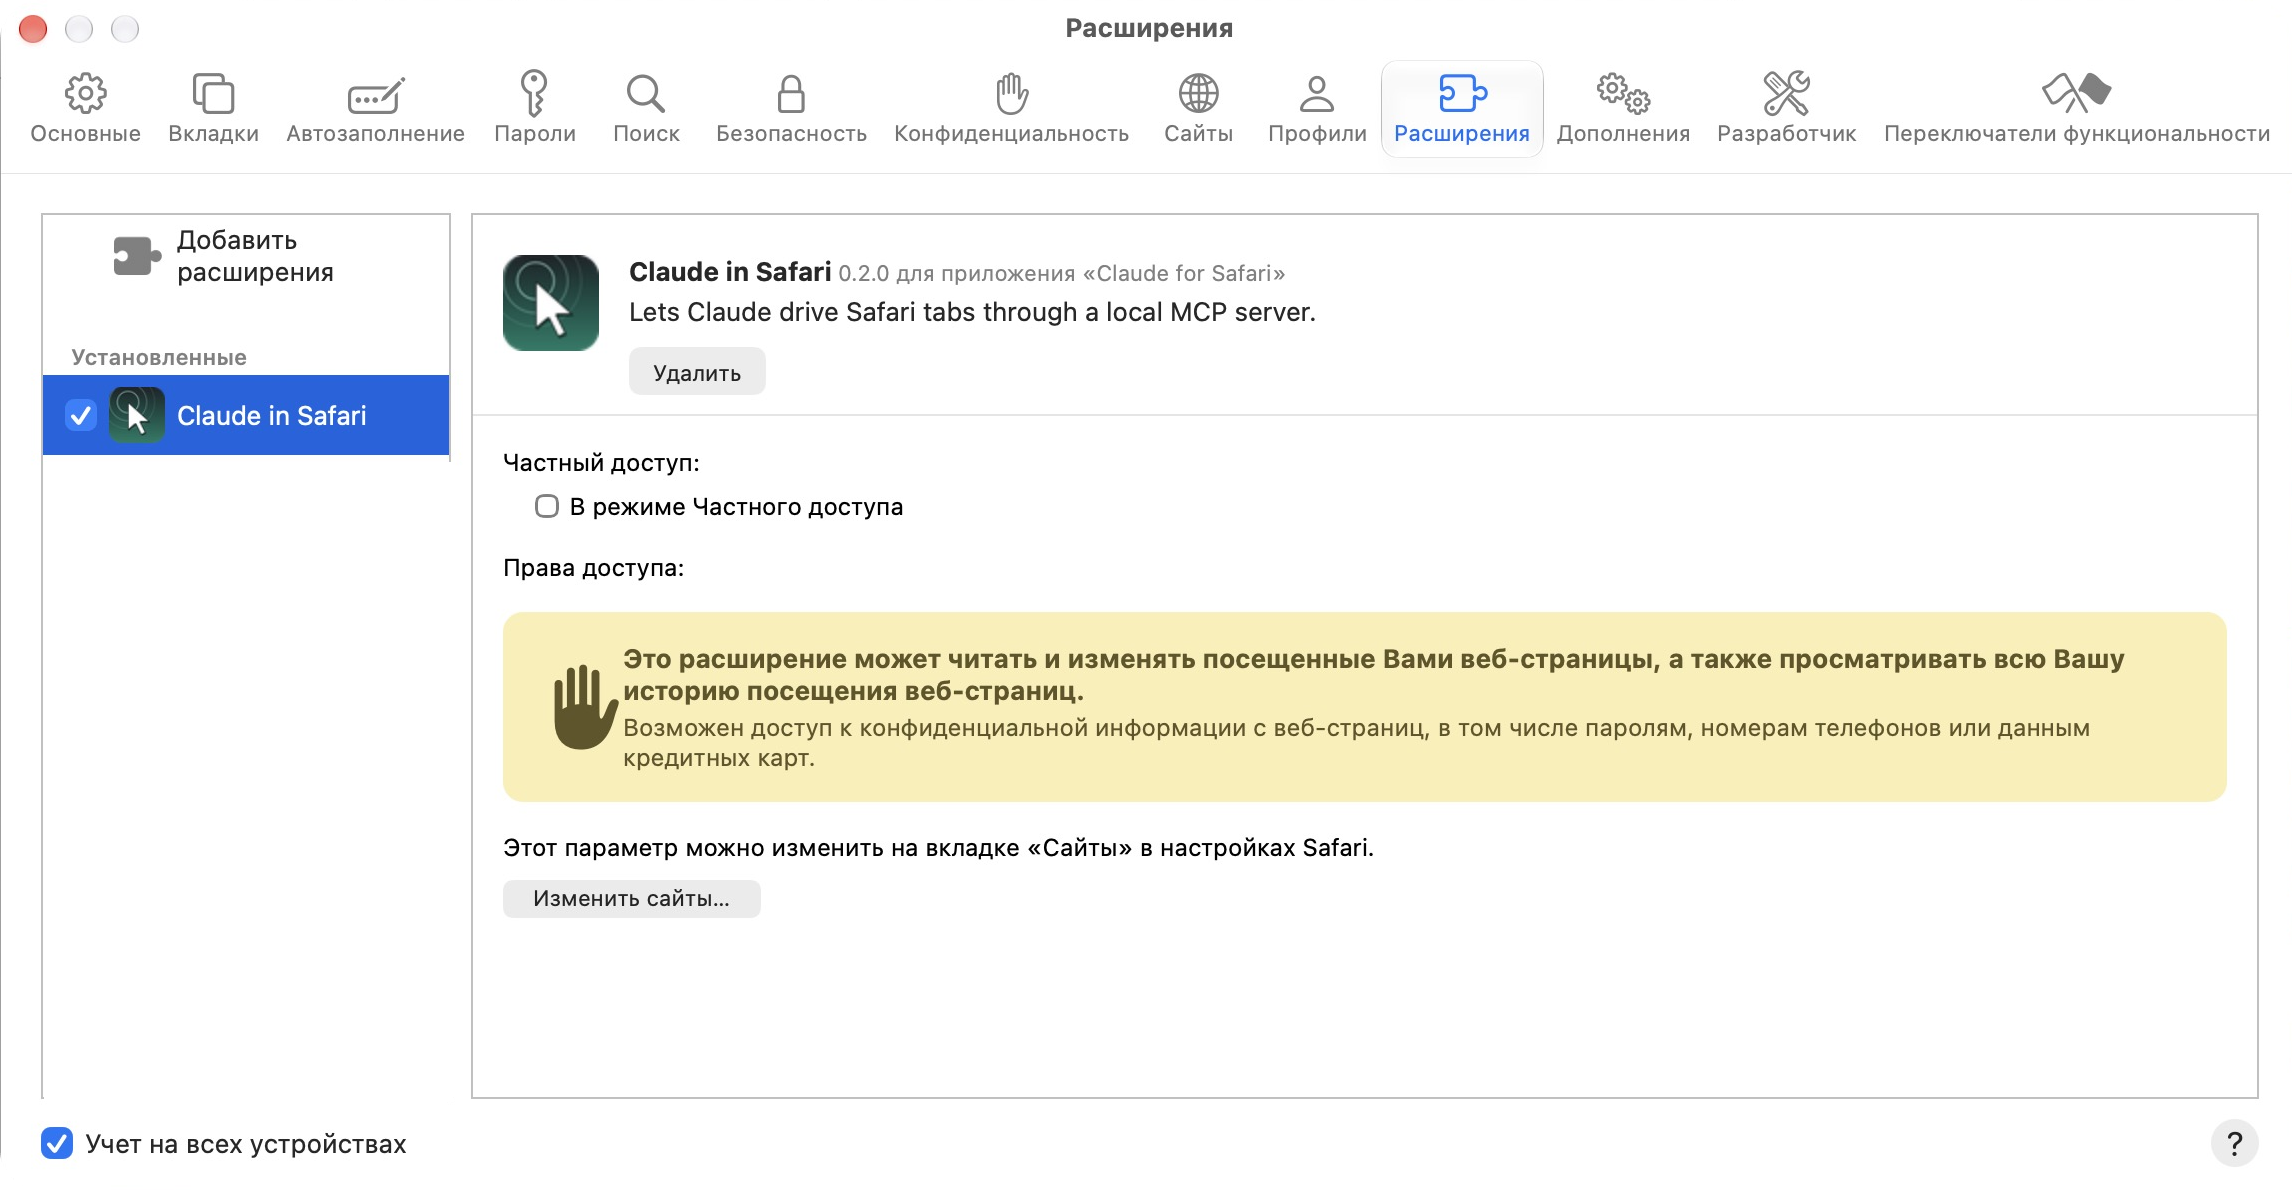 Расширения
Основные
Вкладки
Автозаполнение
Пароли
Поиск
Безопасность
Конфиденциальность
Сайты
Профили
Расширения
Дополнения
Разработчик
Переключатели функциональности
Добавить
расширения
Установленные
Claude in Safari
Claude in Safari 0.2.0 для приложения «Claude for Safari»
Lets Claude drive Safari tabs through a local MCP server.
Удалить
Частный доступ:
В режиме Частного доступа
Права доступа:
Это расширение может читать и изменять посещенные Вами веб-страницы, а также просматривать всю Вашу
историю посещения веб-страниц.
Возможен доступ к конфиденциальной информации с веб-страниц, в том числе паролям, номерам телефонов или данным
кредитных карт.
Этот параметр можно изменить на вкладке «Сайты» в настройках Safari.
Изменить сайты...
Учет на всех устройствах
?